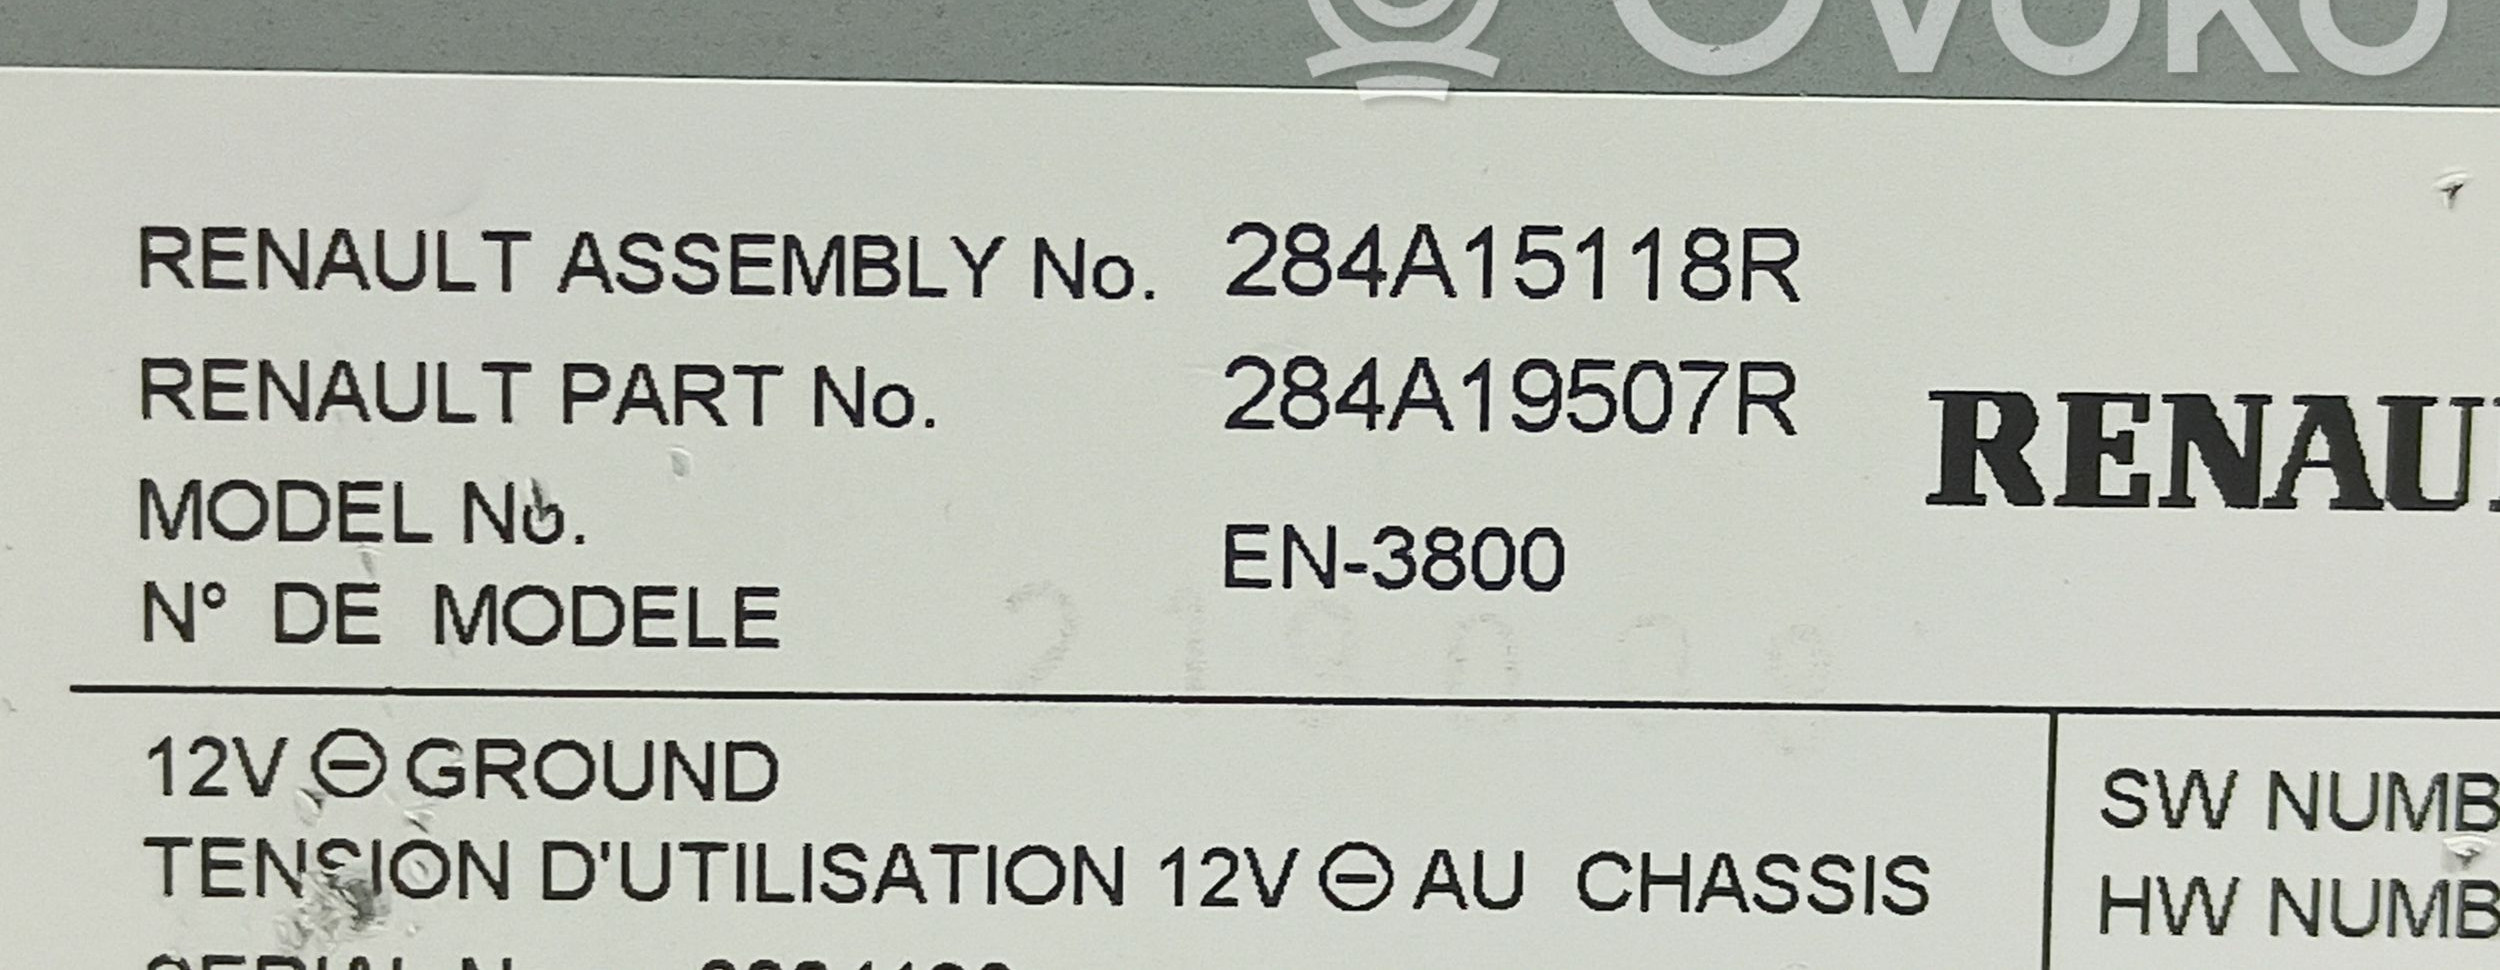 OVOKO
RENAULT ASSEMBLY No. 284A15118R
RENAULT PART No. 284A19507R
RENAU
MODEL No.
EN-3800
N° DE MODELE
12V ⊖ GROUND
TENSION D'UTILISATION 12V ⊖ AU CHASSIS
SW NUMB
HW NUMB